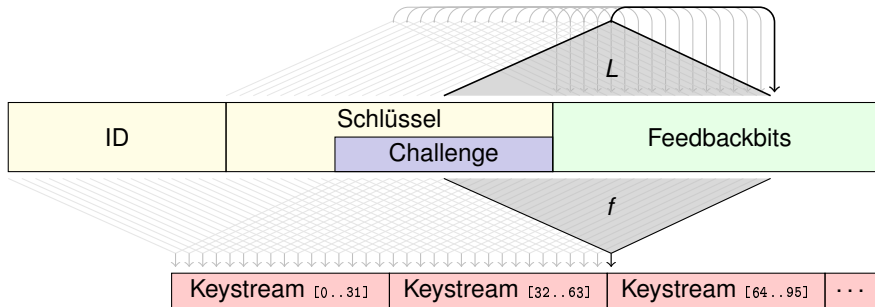 L
ID
Schlüssel
Challenge
Feedbackbits
f
Keystream [0..31] Keystream [32..63] Keystream [64..95] ...